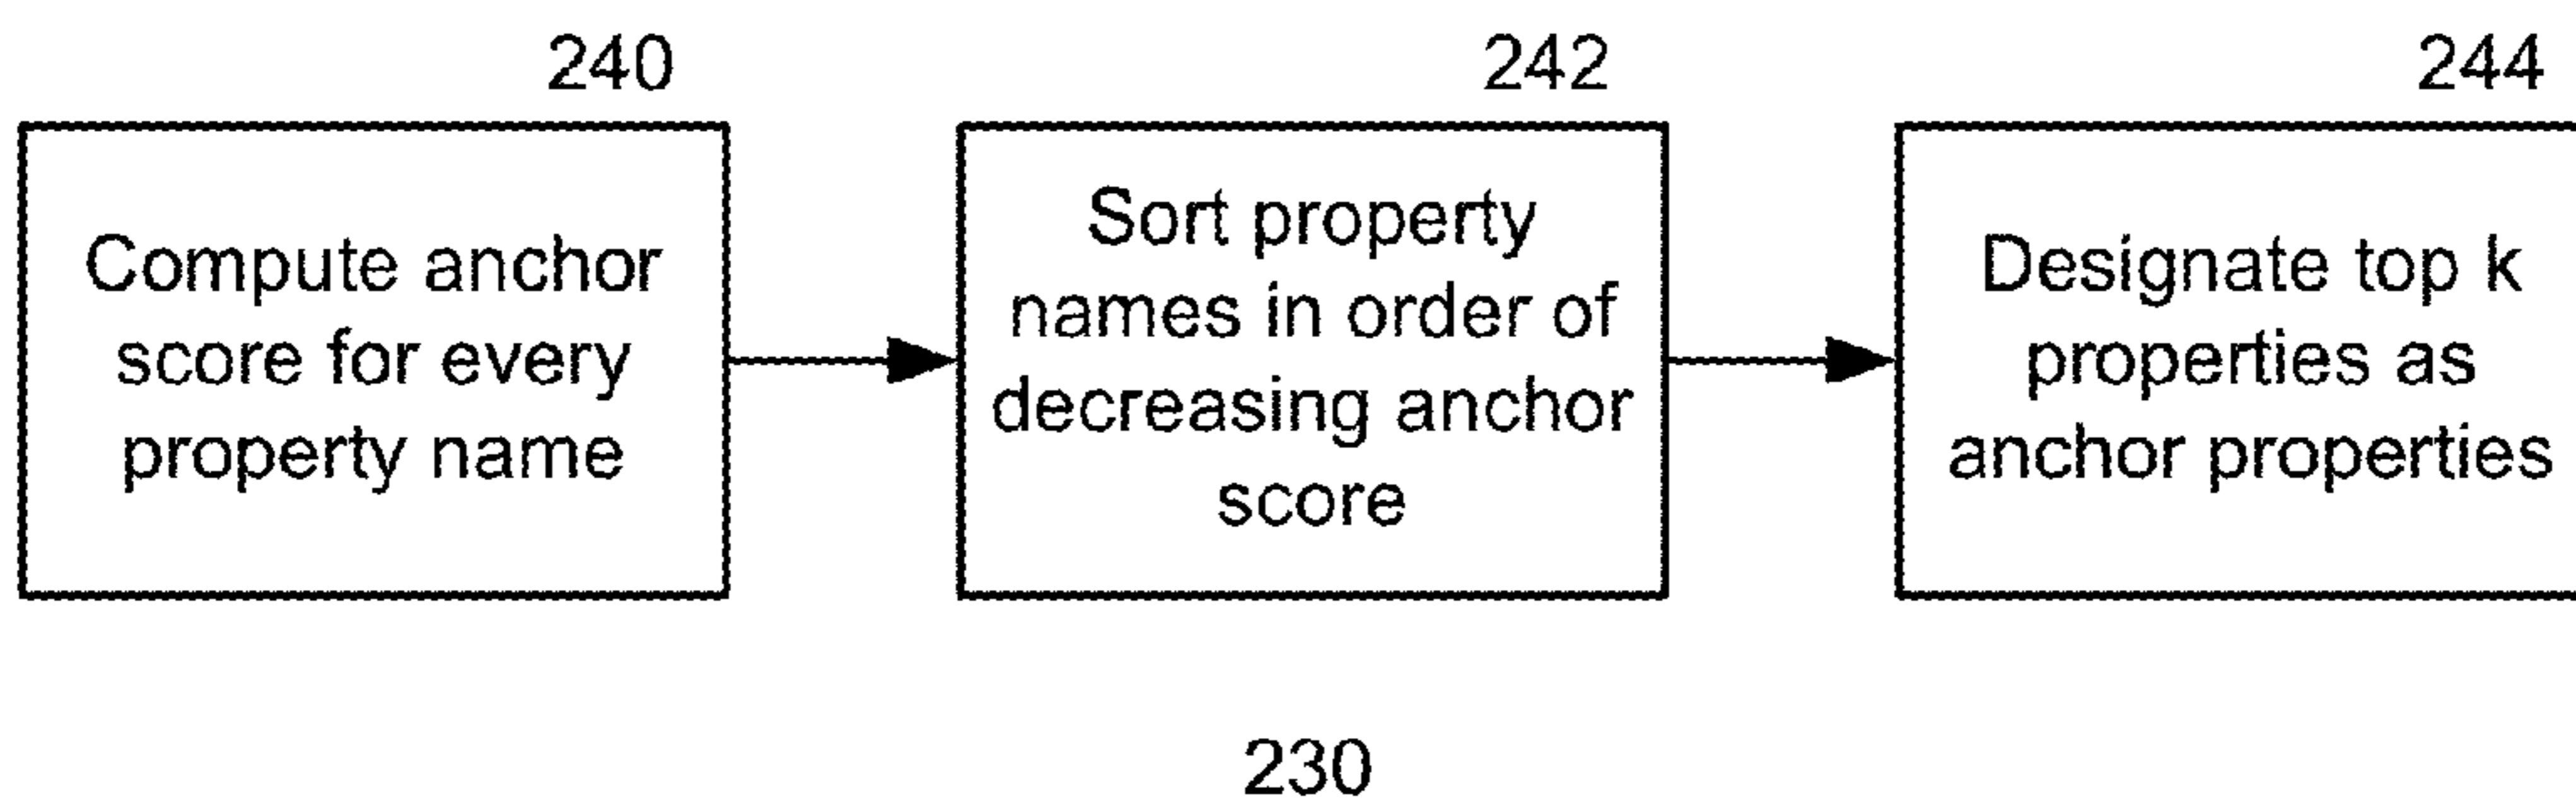 240
Compute anchor
score for every
property name
242
Sort property
names in order of
decreasing anchor
score
244
Designate top k
properties as
anchor properties
230